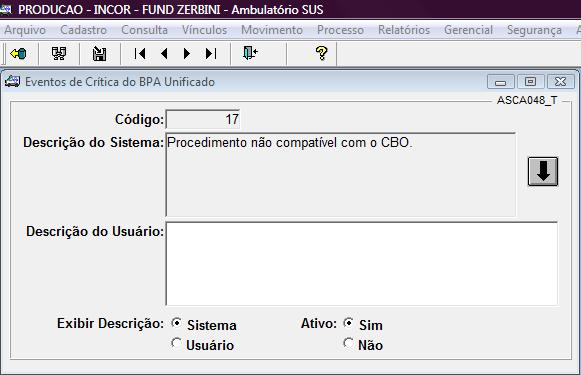 PRODUCAO - INCOR - FUND ZERBINI - Ambulatório SUS
Arquivo Cadastro Consulta Vínculos Movimento Processo Relatórios Gerencial Segurança A
Eventos de Crítica do BPA Unificado
ASCA048_T
Código: 17
Descrição do Sistema: Procedimento não compatível com o CBO.
Descrição do Usuário:
Exibir Descrição: Sistema Ativo: Sim
Usuário Não